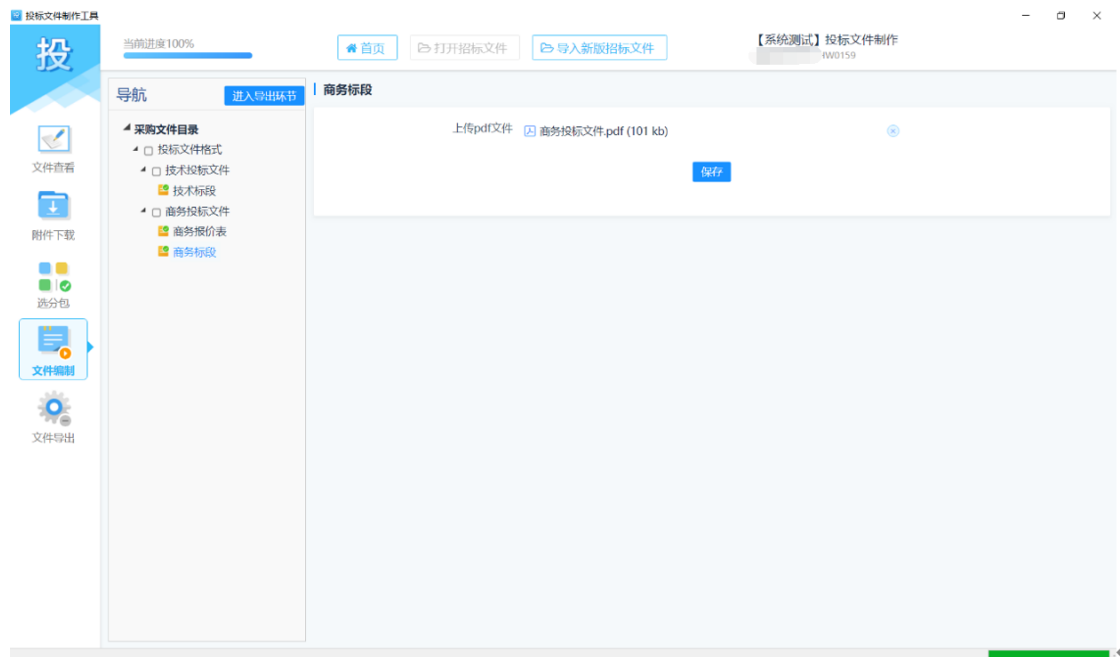 投标文件制作工具
投
当前进度100%
首页
打开招标文件
导入新版招标文件
【系统测试】投标文件制作
HW0159
文件查看
附件下载
选分包
文件编制
文件导出
导航
进入导出环节
采购文件目录
投标文件格式
技术投标文件
技术标段
商务投标文件
商务报价表
商务标段
商务标段
上传pdf文件
商务投标文件.pdf (101 kb)
保存